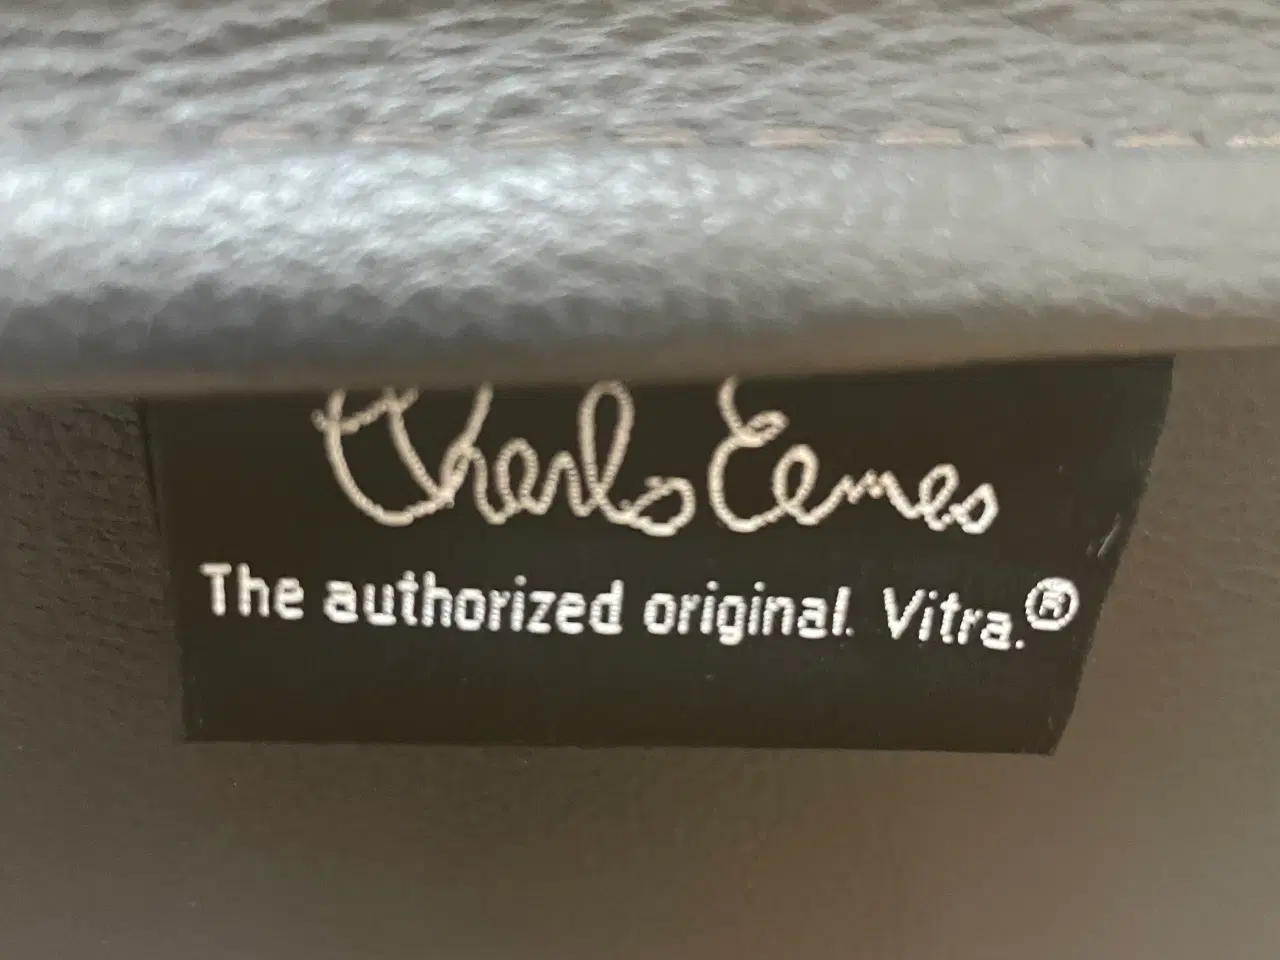 Charles Eames
The authorized original. Vitra.®